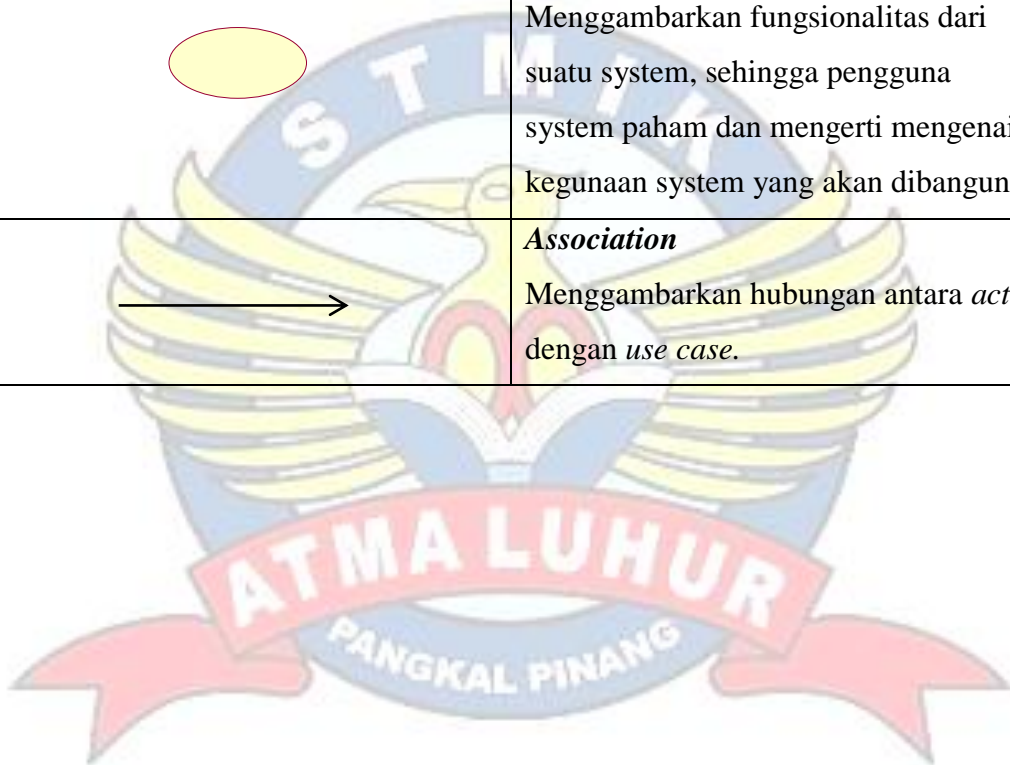 Menggambarkan fungsionalitas dari
suatu system, sehingga pengguna
system paham dan mengerti mengenai
kegunaan system yang akan dibangun
Association
Menggambarkan hubungan antara act
dengan use case.
STMIK
ATMA LUHUR
PANGKAL PINANG